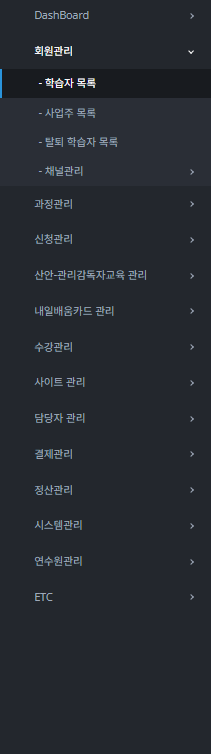 DashBoard
회원관리
- 학습자 목록
- 사업주 목록
- 탈퇴 학습자 목록
- 채널관리
과정관리
신청관리
산안-관리감독자교육 관리
내일배움카드 관리
수강관리
사이트 관리
담당자 관리
결제관리
정산관리
시스템관리
연수원관리
ETC